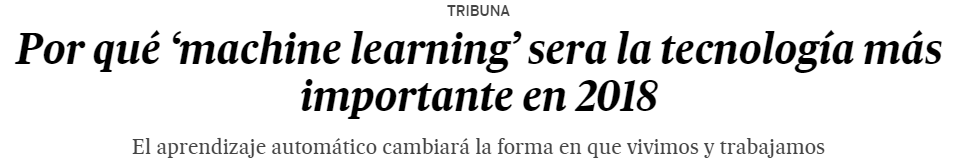 TRIBUNA
Por qué ‘machine learning’ sera la tecnología más
importante en 2018
El aprendizaje automático cambiará la forma en que vivimos y trabajamos